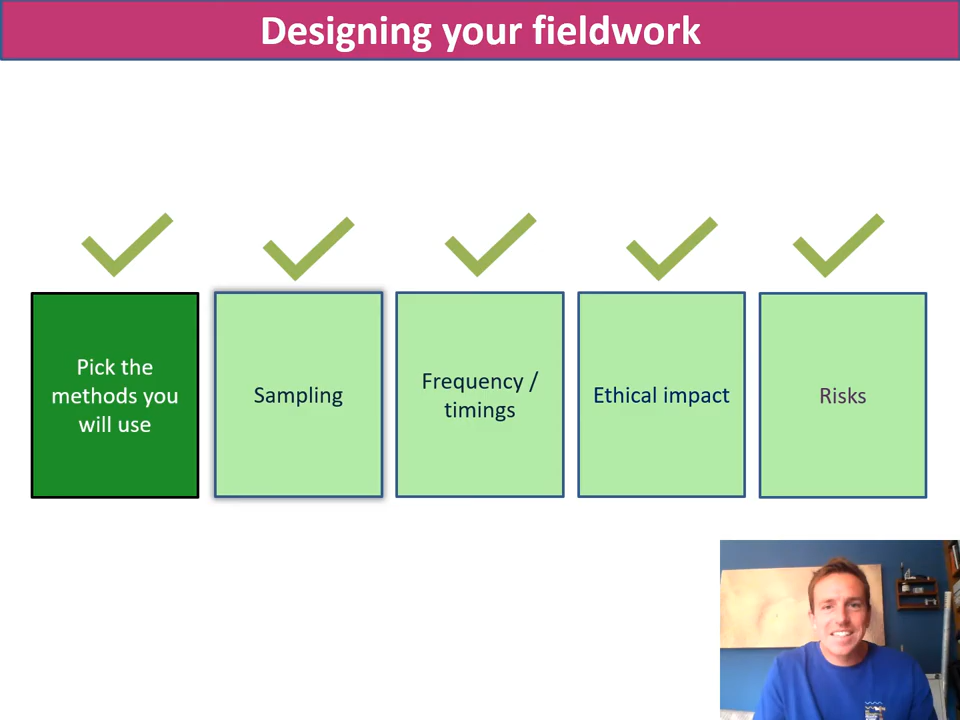 Designing your fieldwork
Pick the
methods you
will use
Sampling
Frequency /
timings
Ethical impact
Risks